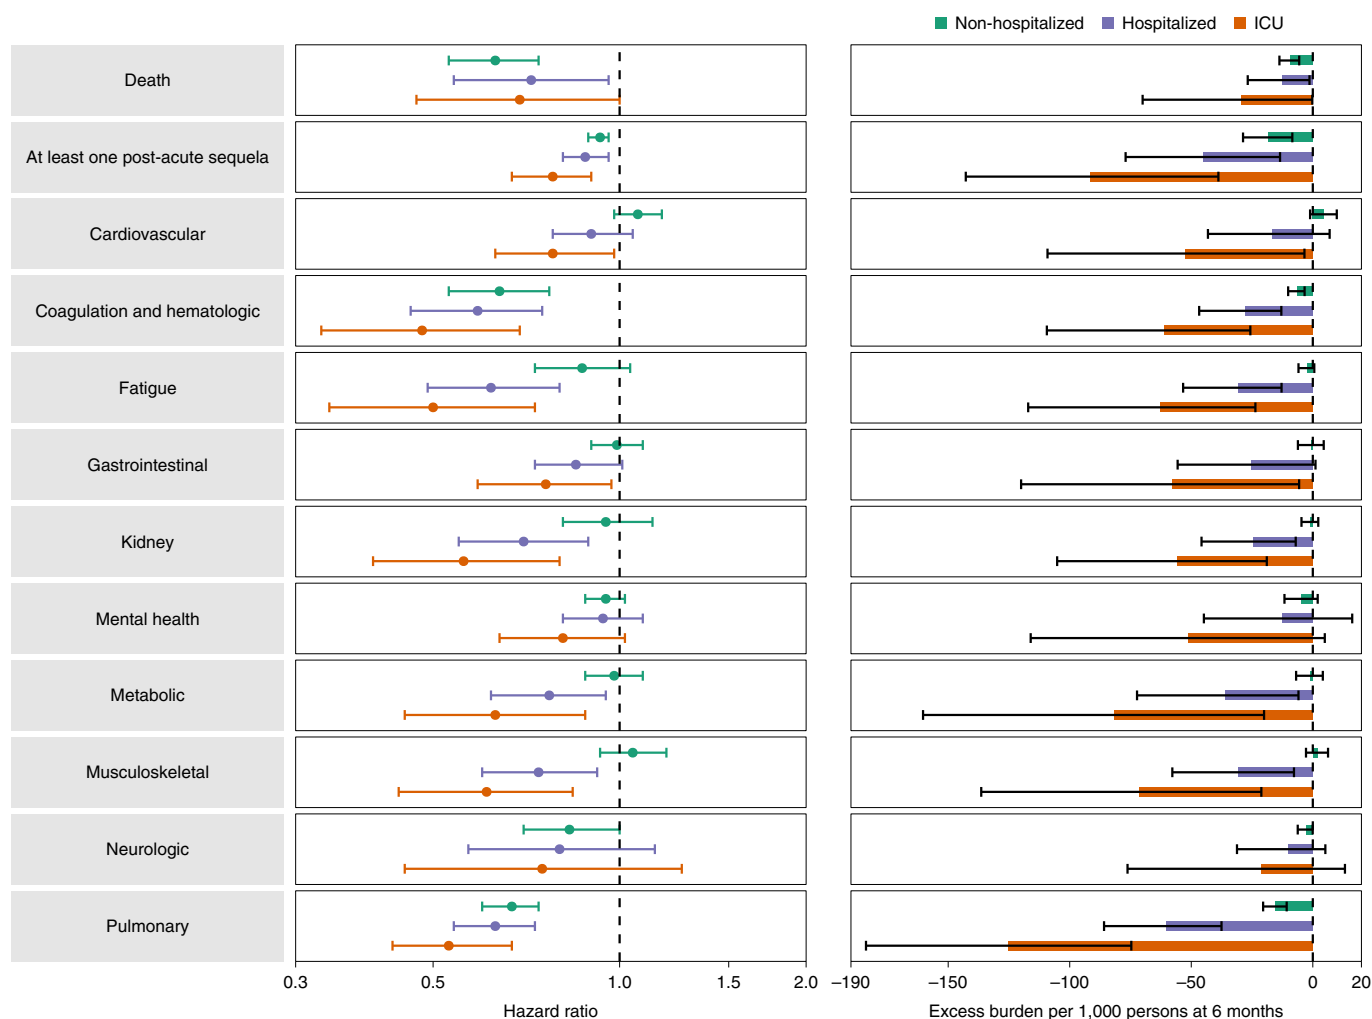 Non-hospitalized Hospitalized ICU
Death
At least one post-acute sequela
Cardiovascular
Coagulation and hematologic
Fatigue
Gastrointestinal
Kidney
Mental health
Metabolic
Musculoskeletal
Neurologic
Pulmonary
0.3 0.5 1.0 1.5 2.0 –190 –150 –100 –50 0 20
Hazard ratio Excess burden per 1,000 persons at 6 months